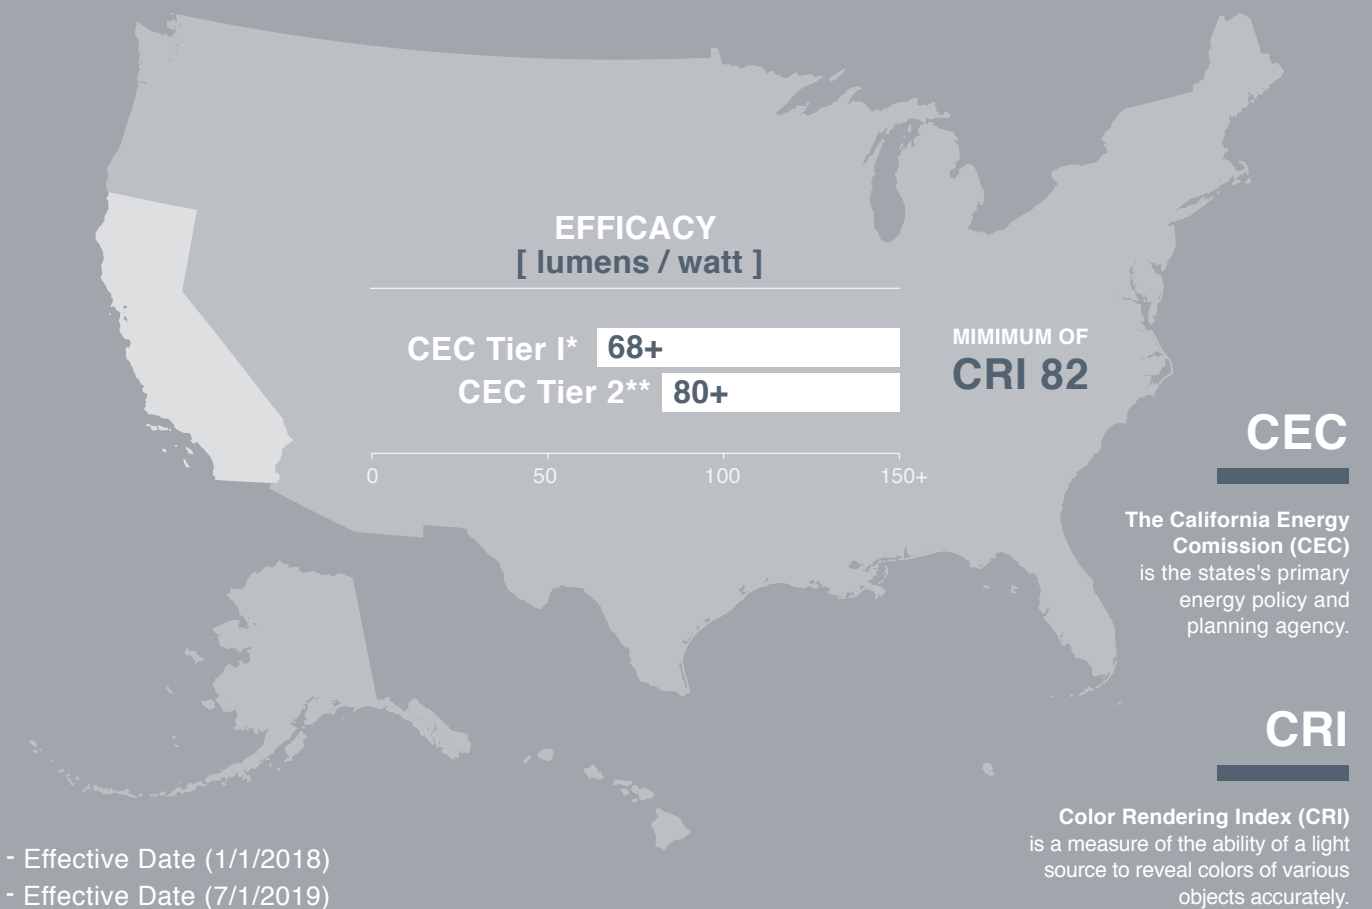 EFFICACY
[ lumens / watt ]
CEC Tier I* 68+
CEC Tier 2** 80+
0 50 100 150+
MIMIMUM OF
CRI 82
CEC
The California Energy
Comission (CEC)
is the states's primary
energy policy and
planning agency.
CRI
Color Rendering Index (CRI)
is a measure of the ability of a light
source to reveal colors of various
objects accurately.
- Effective Date (1/1/2018)
- Effective Date (7/1/2019)